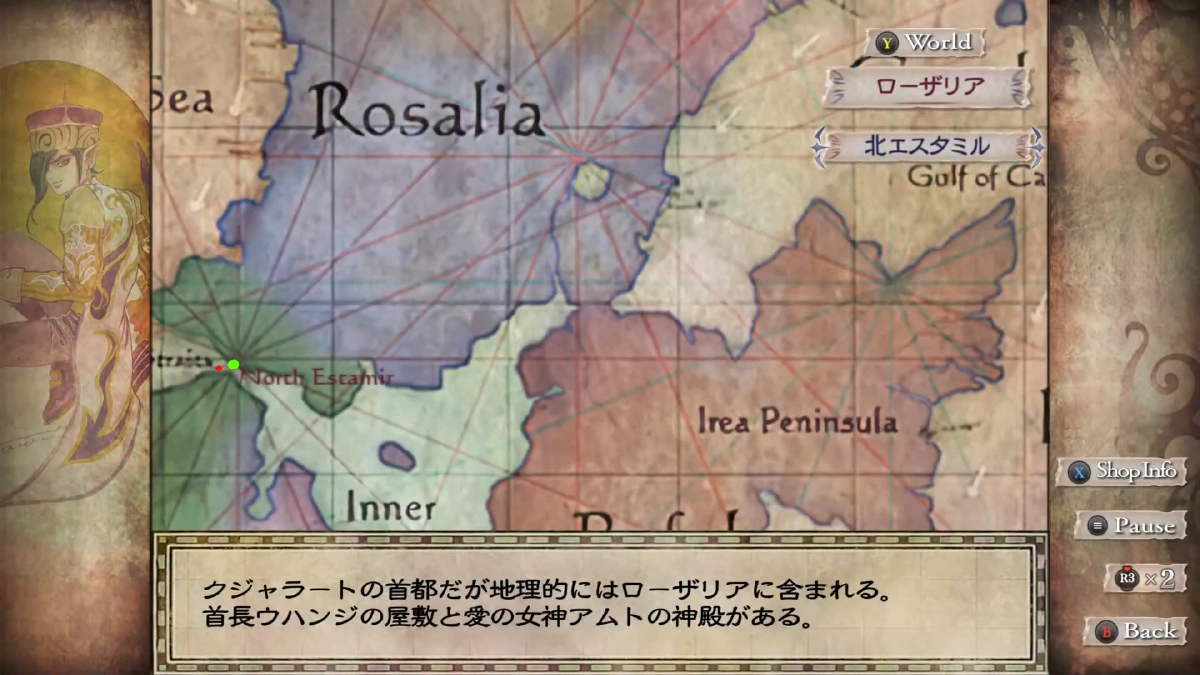 Y World
Sea
Rosalia
ローザリア
北エスタミル
Gulf of Ca
North Estamir
Irea Peninsula
X Shop Info
Inner
Pause
R3 ×2
クジャラートの首都だが地理的にはローザリアに含まれる。
首長ウハンジの屋敷と愛の女神アムトの神殿がある。
B Back